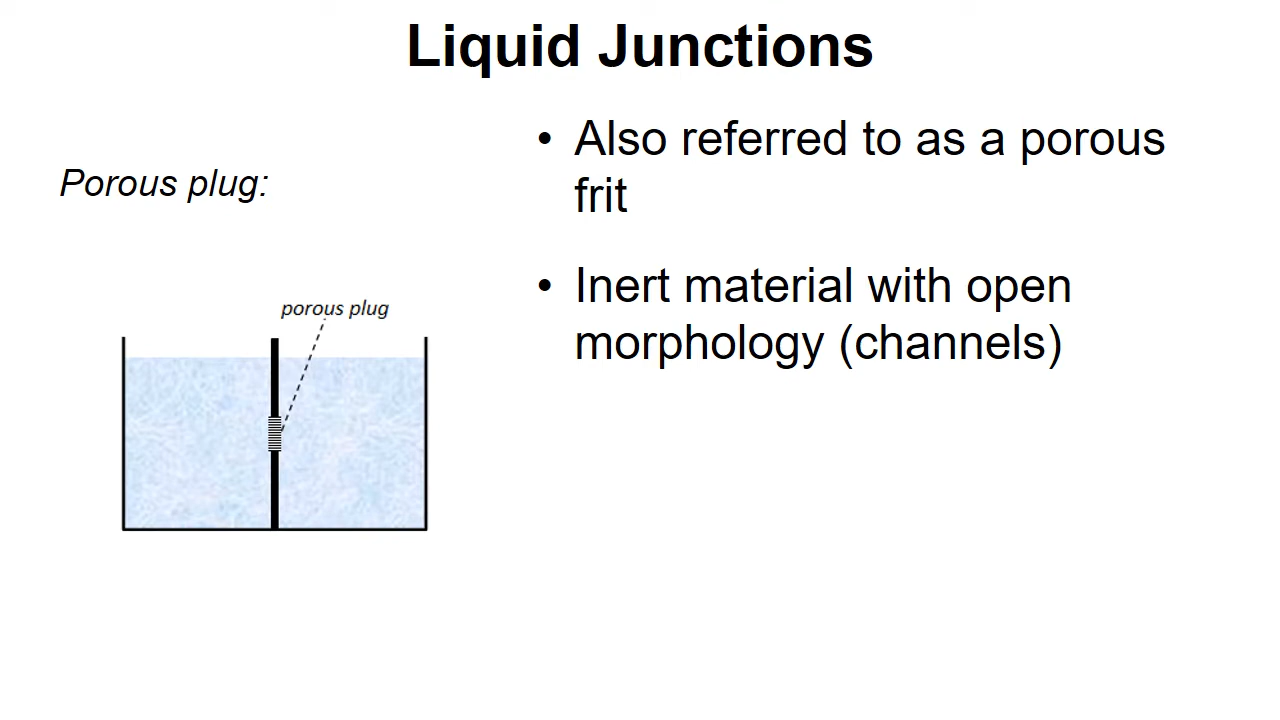 Liquid Junctions
Porous plug:
porous plug
• Also referred to as a porous
frit
• Inert material with open
morphology (channels)